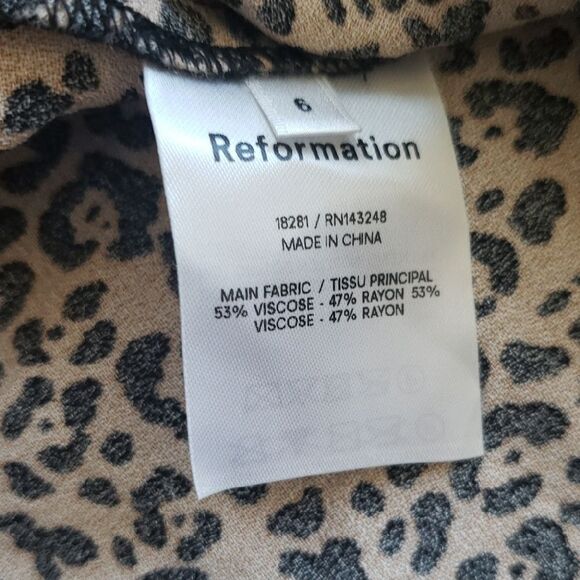 6
Reformation
18281 / RN143248
MADE IN CHINA
MAIN FABRIC / TISSU PRINCIPAL
53% VISCOSE - 47% RAYON 53%
VISCOSE - 47% RAYON